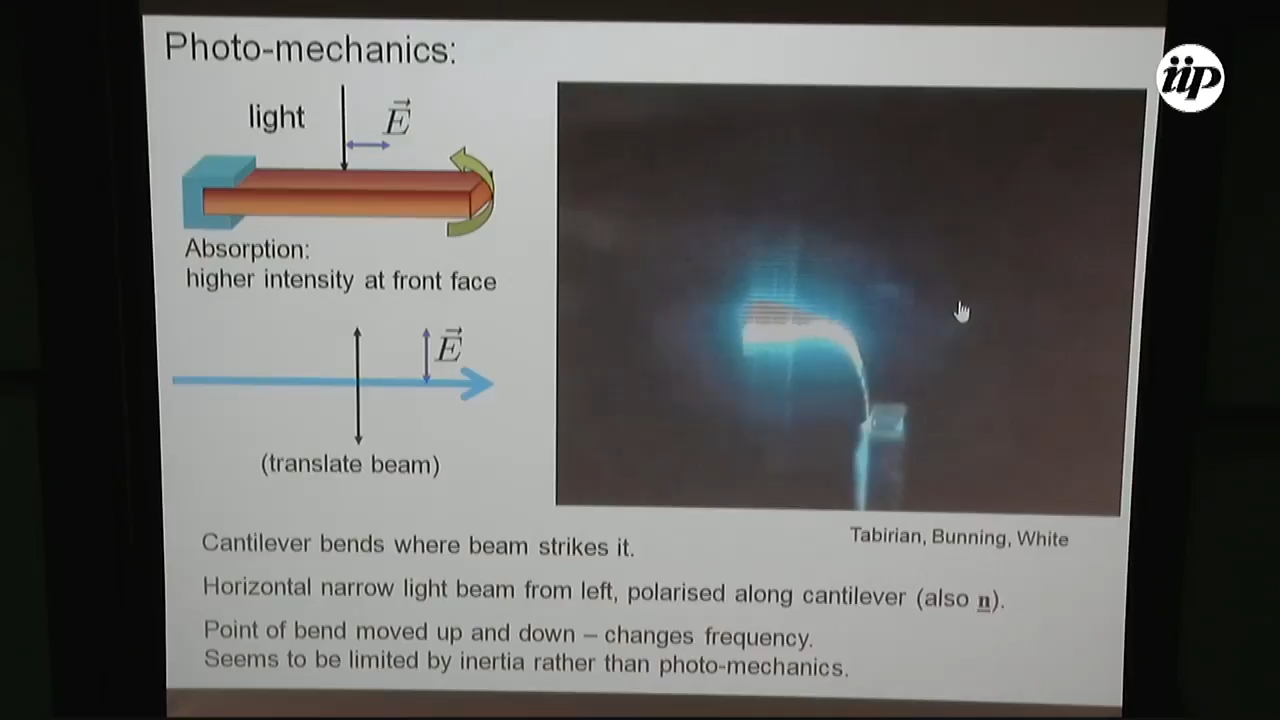 Photo-mechanics:
iip
light
E
Absorption:
higher intensity at front face
E
(translate beam)
Tabirian, Bunning, White
Cantilever bends where beam strikes it.
Horizontal narrow light beam from left, polarised along cantilever (also n).
Point of bend moved up and down – changes frequency.
Seems to be limited by inertia rather than photo-mechanics.